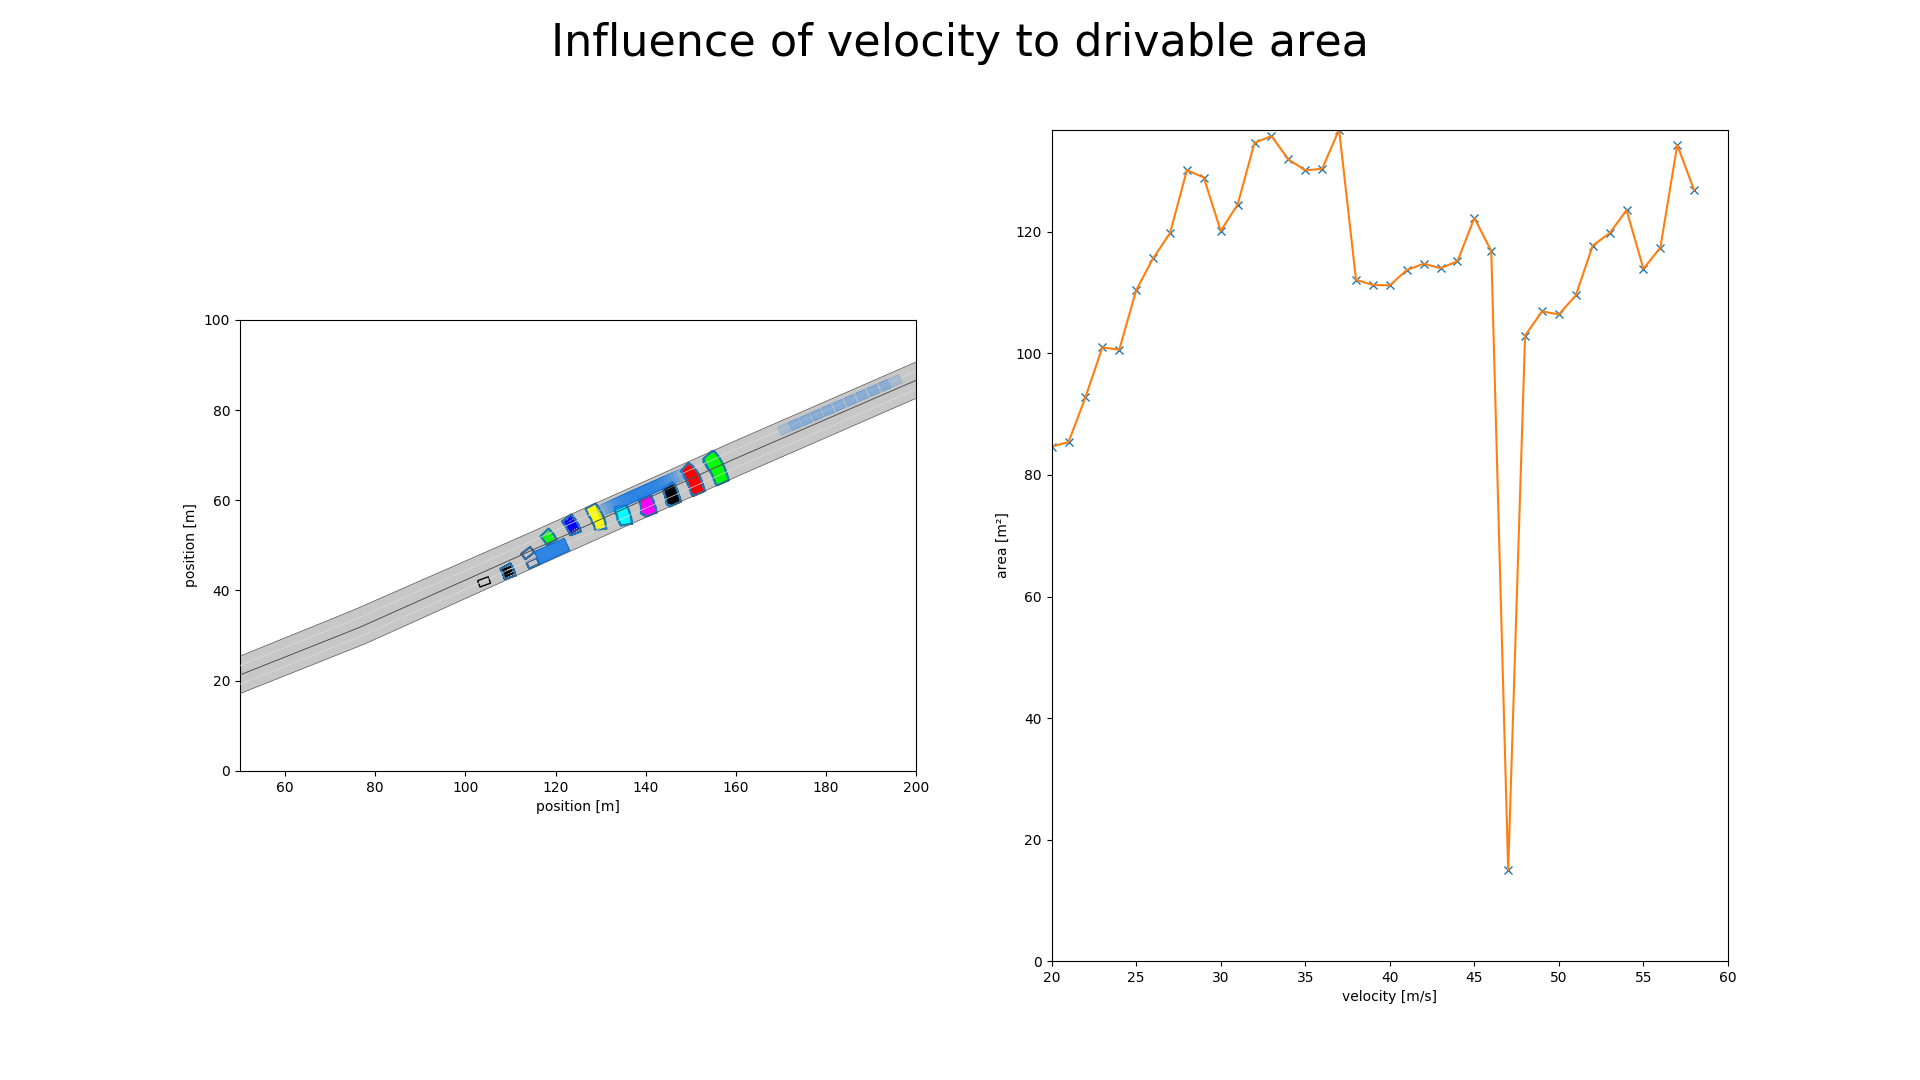 Influence of velocity to drivable area
100
80
60
40
20
0
position [m]
60 80 100 120 140 160 180 200
position [m]
120
100
80
60
40
20
0
area [m²]
20 25 30 35 40 45 50 55 60
velocity [m/s]